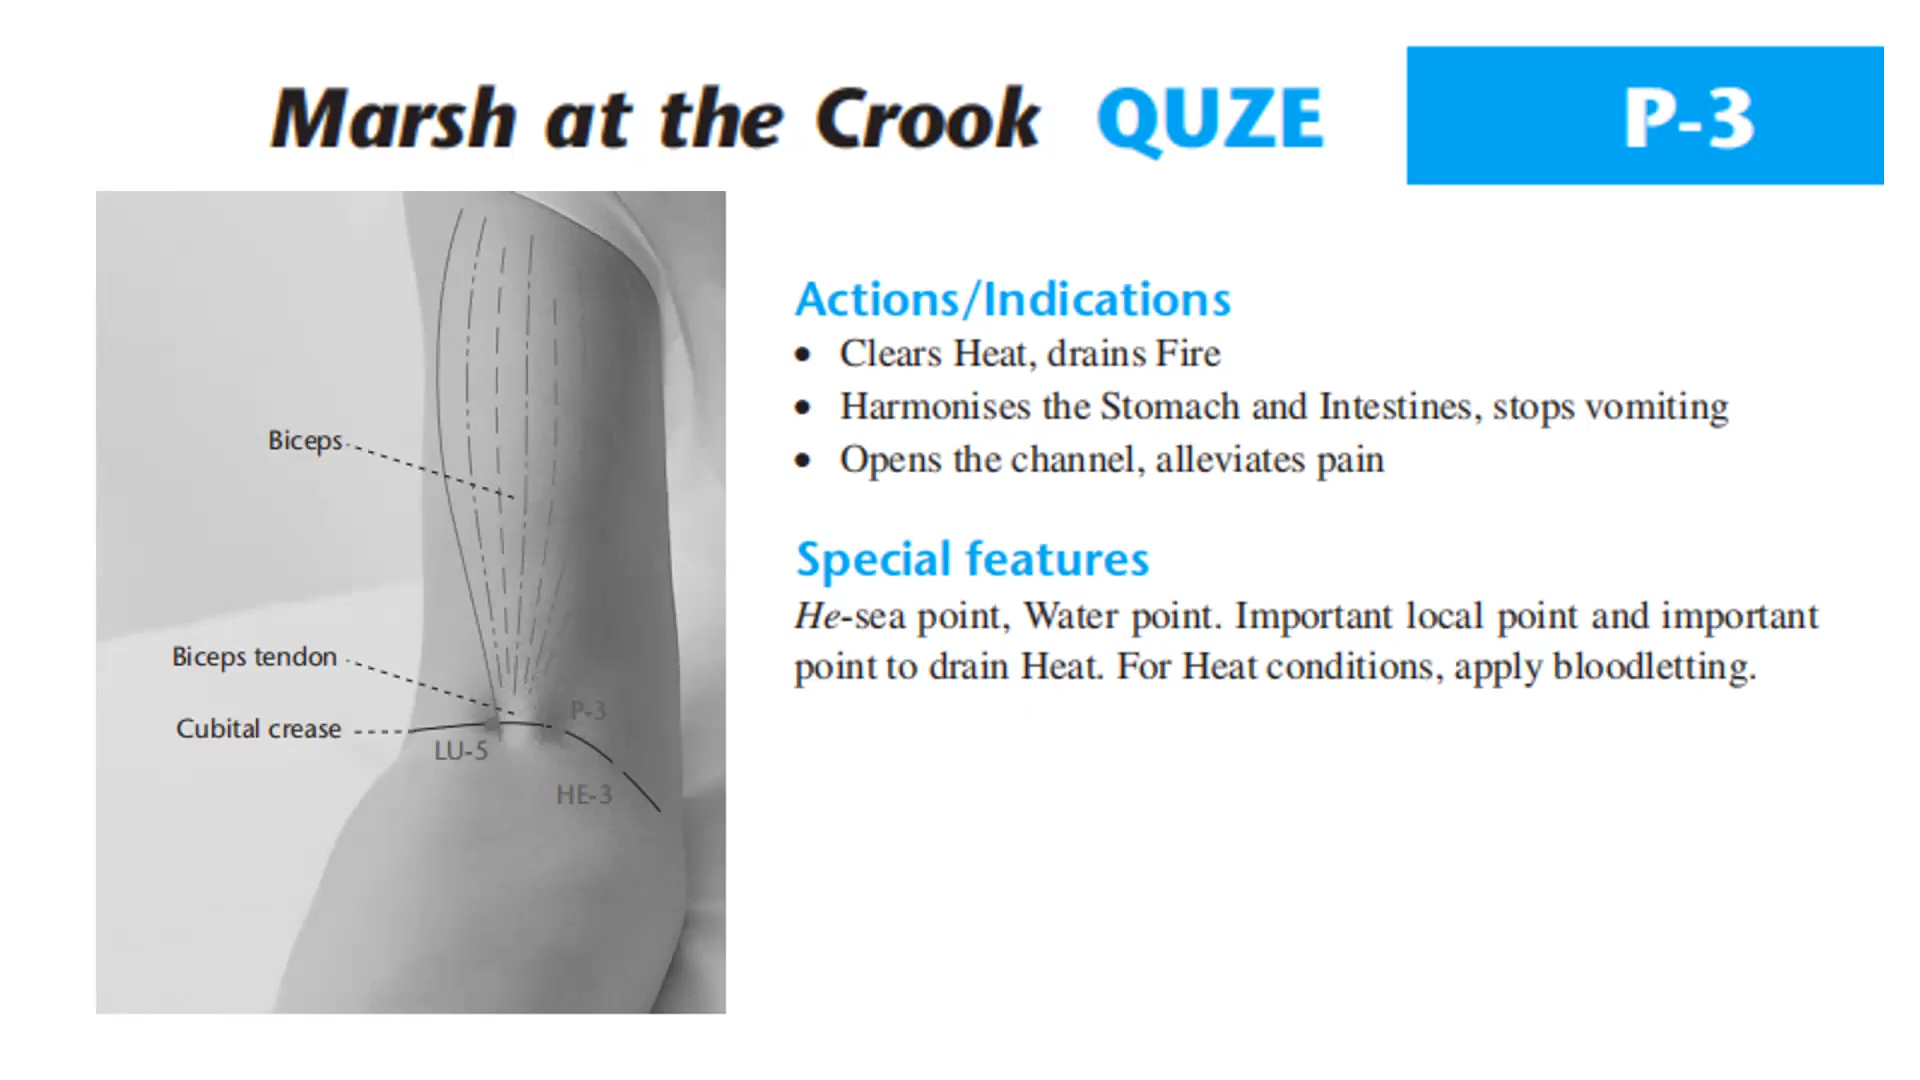 Marsh at the Crook QUZE P-3
Biceps
Biceps tendon
Cubital crease
P-3
LU-5
HE-3
Actions/Indications
• Clears Heat, drains Fire
• Harmonises the Stomach and Intestines, stops vomiting
• Opens the channel, alleviates pain
Special features
He-sea point, Water point. Important local point and important
point to drain Heat. For Heat conditions, apply bloodletting.